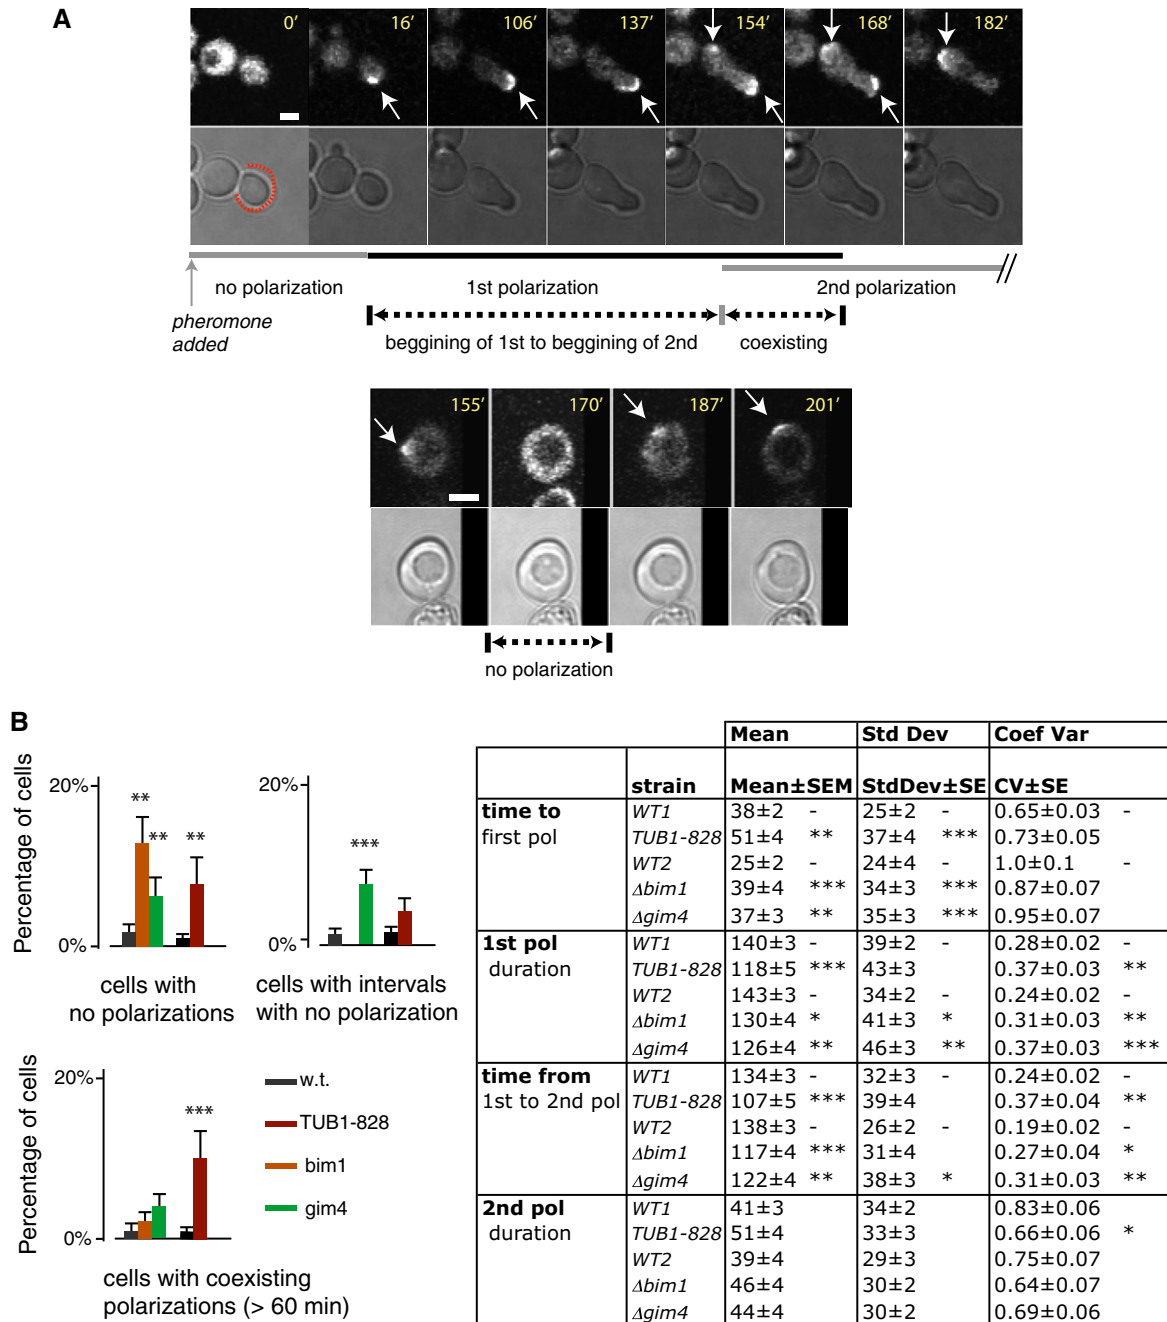 A
0′ 16′ 106′ 137′ 154′ 168′ 182′
no polarization 1st polarization 2nd polarization
pheromone
added
beggining of 1st to beggining of 2nd coexisting
155′ 170′ 187′ 201′
no polarization
B
Percentage of cells
20%
0%
** ** **
cells with
no polarizations
20%
0%
***
cells with intervals
with no polarization
Percentage of cells
20%
0%
***
cells with coexisting
polarizations (> 60 min)
w.t.
TUB1-828
bim1
gim4
Mean Std Dev Coef Var
strain Mean±SEM StdDev±SE CV±SE
time to WT1 38±2 - 25±2 - 0.65±0.03 -
first pol TUB1-828 51±4 ** 37±4 *** 0.73±0.05
WT2 25±2 - 24±4 - 1.0±0.1 -
Δbim1 39±4 *** 34±3 *** 0.87±0.07
Δgim4 37±3 ** 35±3 *** 0.95±0.07
1st pol WT1 140±3 - 39±2 - 0.28±0.02 -
duration TUB1-828 118±5 *** 43±3 0.37±0.03 **
WT2 143±3 - 34±2 - 0.24±0.02 -
Δbim1 130±4 * 41±3 * 0.31±0.03 **
Δgim4 126±4 ** 46±3 ** 0.37±0.03 ***
time from WT1 134±3 - 32±3 - 0.24±0.02 -
1st to 2nd pol TUB1-828 107±5 *** 39±4 0.37±0.04 **
WT2 138±3 - 26±2 - 0.19±0.02 -
Δbim1 117±4 *** 31±4 0.27±0.04 *
Δgim4 122±4 ** 38±3 * 0.31±0.03 **
2nd pol WT1 41±3 34±2 0.83±0.06
duration TUB1-828 51±4 33±3 0.66±0.06 *
WT2 39±4 29±3 0.75±0.07
Δbim1 46±4 30±2 0.64±0.07
Δgim4 44±4 30±2 0.69±0.06